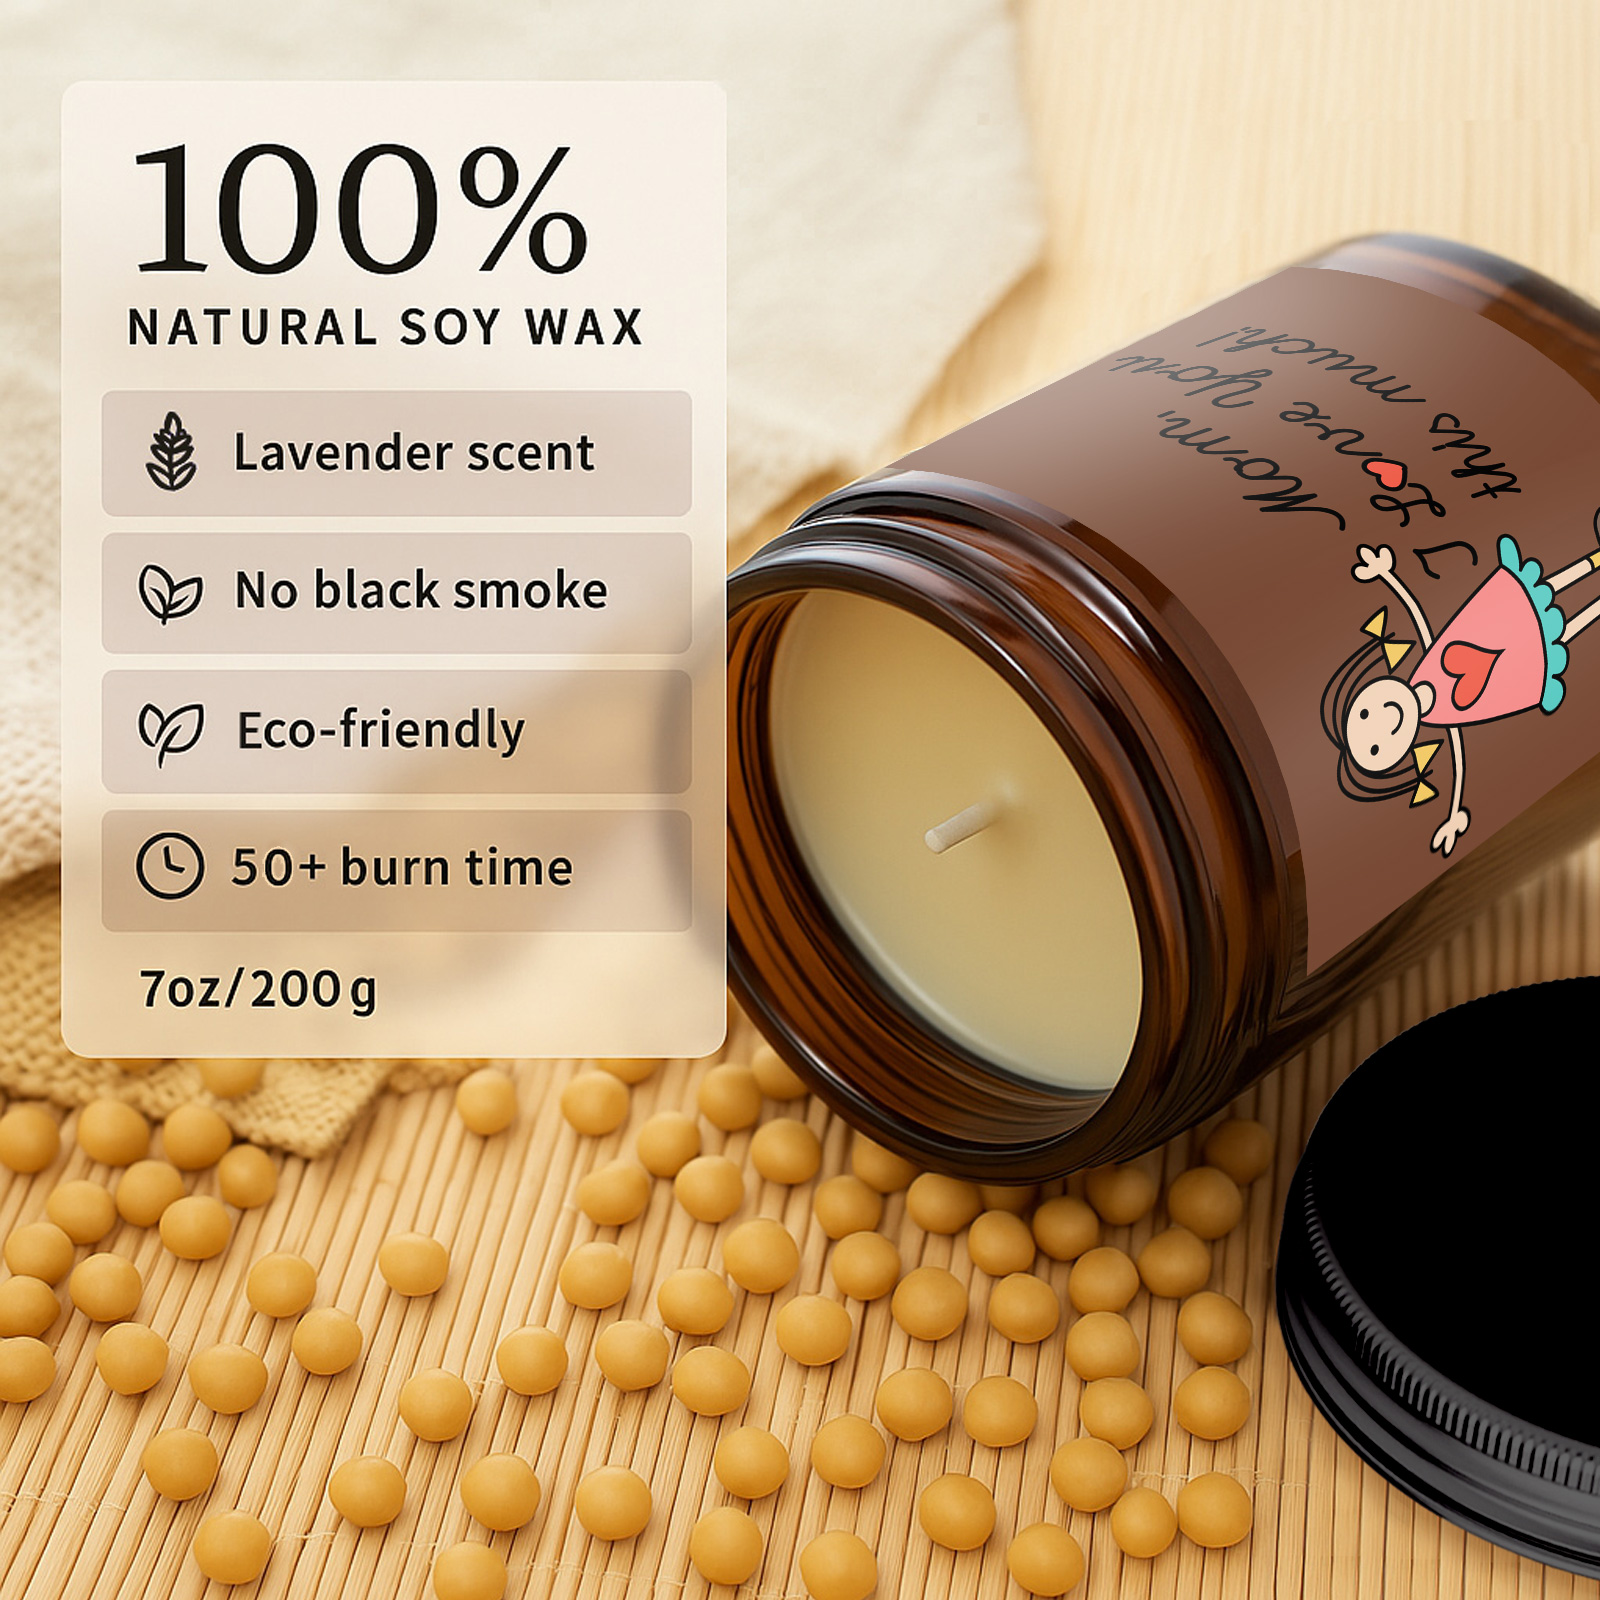 100%
NATURAL SOY WAX
Lavender scent
No black smoke
Eco-friendly
50+ burn time
7oz/200g
Mom,
I Love you
this much!